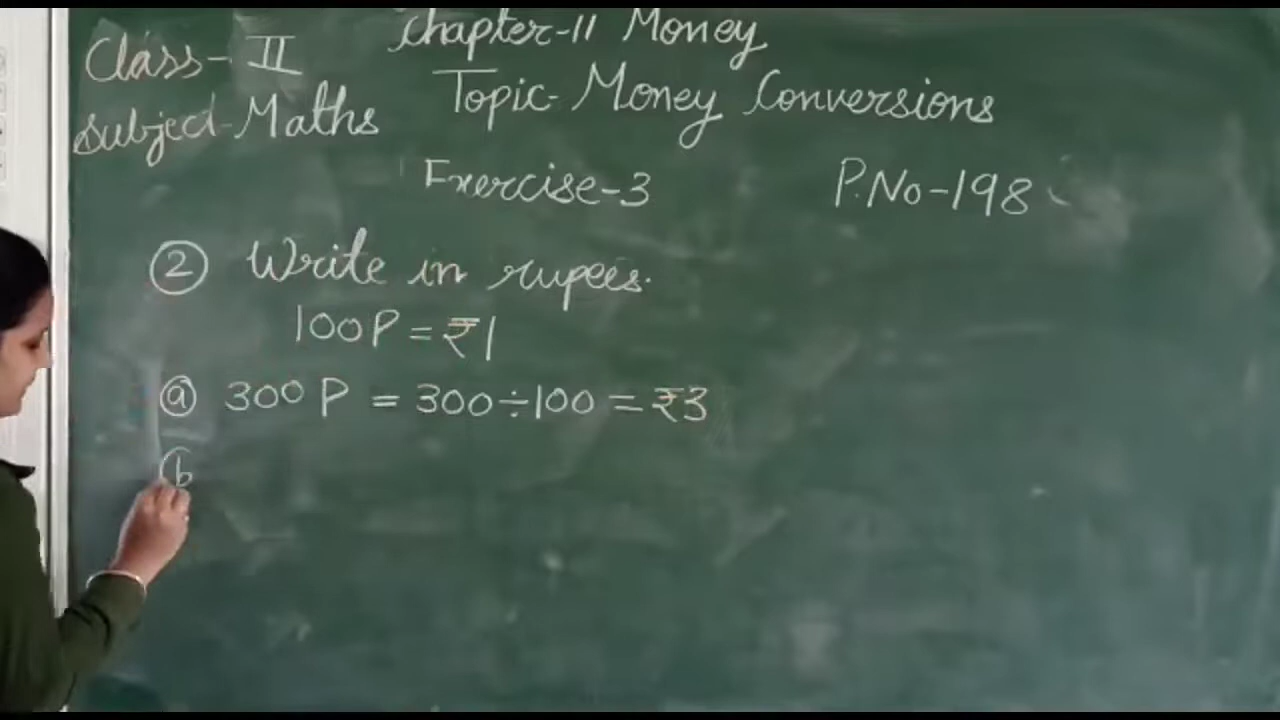 Class-II
Chapter-11 Money
Subject-Maths
Topic-Money Conversions
Exercise-3
P.No-198
② Write in rupees.
100P = ₹1
ⓐ 300 P = 300÷100 = ₹3
ⓑ